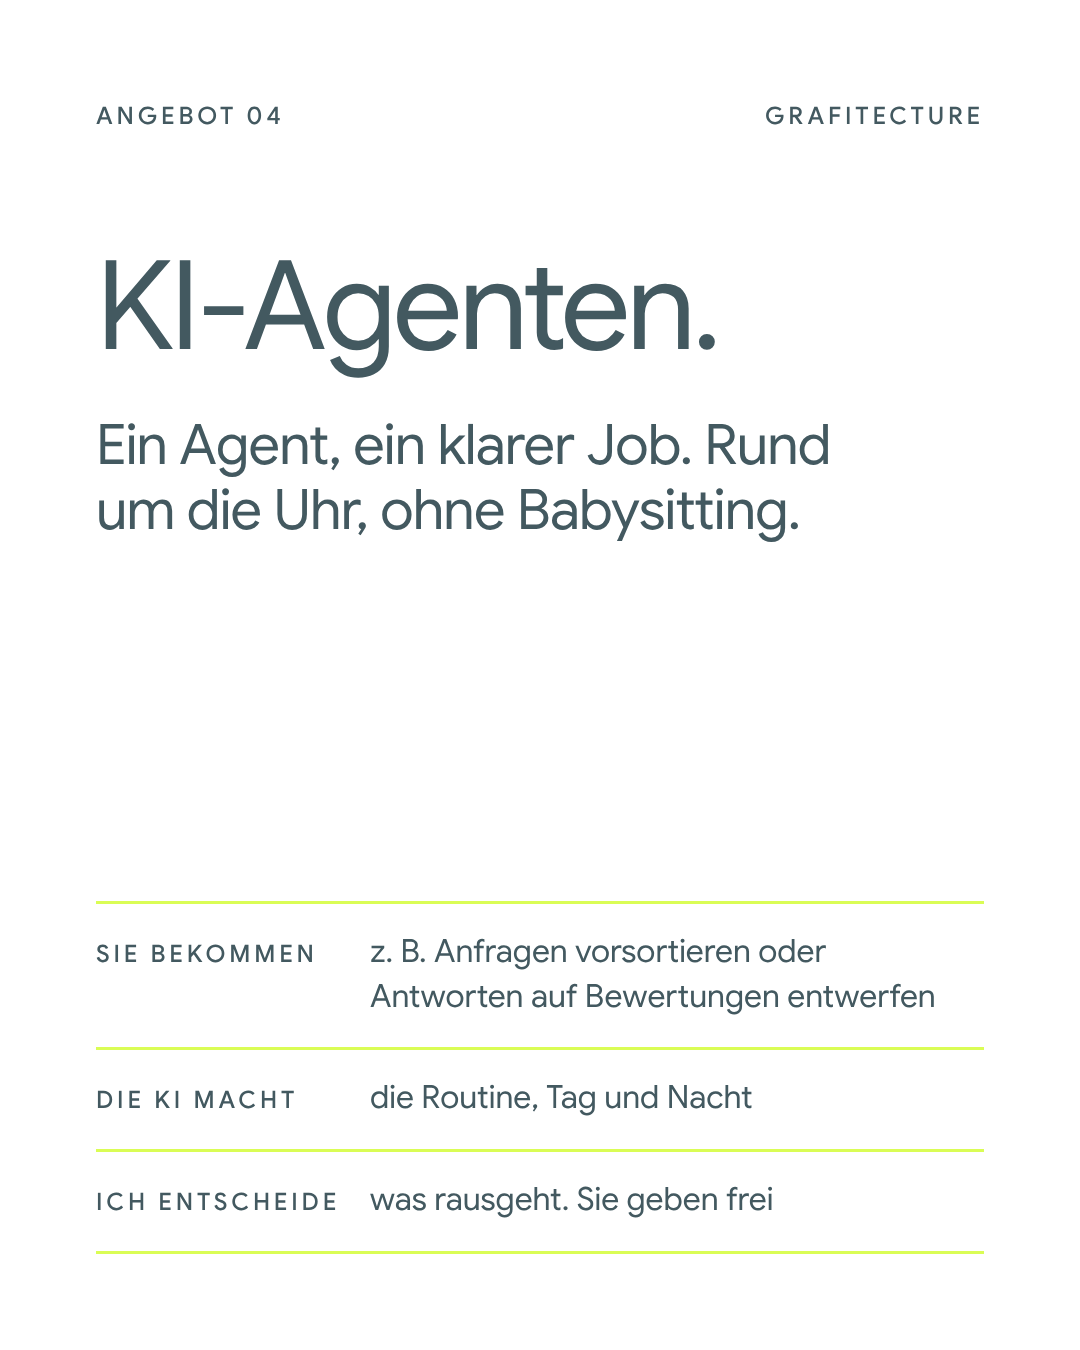 ANGEBOT 04
GRAFITECTURE
KI-Agenten.
Ein Agent, ein klarer Job. Rund
um die Uhr, ohne Babysitting.
SIE BEKOMMEN
z. B. Anfragen vorsortieren oder
Antworten auf Bewertungen entwerfen
DIE KI MACHT
die Routine, Tag und Nacht
ICH ENTSCHEIDE
was rausgeht. Sie geben frei